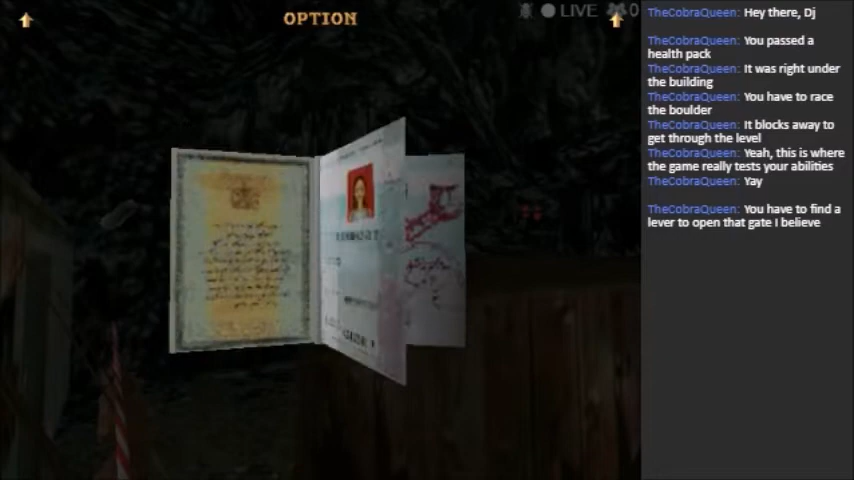 OPTION
LIVE
0
TheCobraQueen: Hey there, Dj
TheCobraQueen: You passed a
health pack
TheCobraQueen: It was right under
the building
TheCobraQueen: You have to race
the boulder
TheCobraQueen: It blocks away to
get through the level
TheCobraQueen: Yeah, this is where
the game really tests your abilities
TheCobraQueen: Yay
TheCobraQueen: You have to find a
lever to open that gate I believe